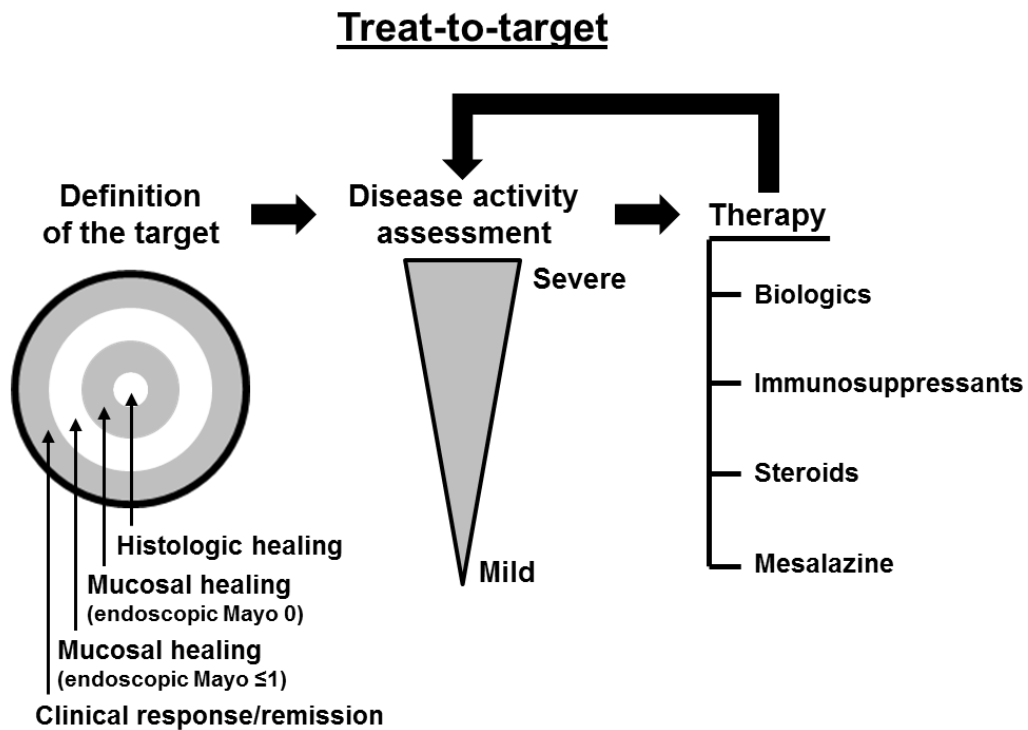 Treat-to-target
Definition
of the target
Disease activity
assessment
Therapy
Severe
Mild
Biologics
Immunosuppressants
Steroids
Mesalazine
Histologic healing
Mucosal healing
(endoscopic Mayo 0)
Mucosal healing
(endoscopic Mayo ≤1)
Clinical response/remission